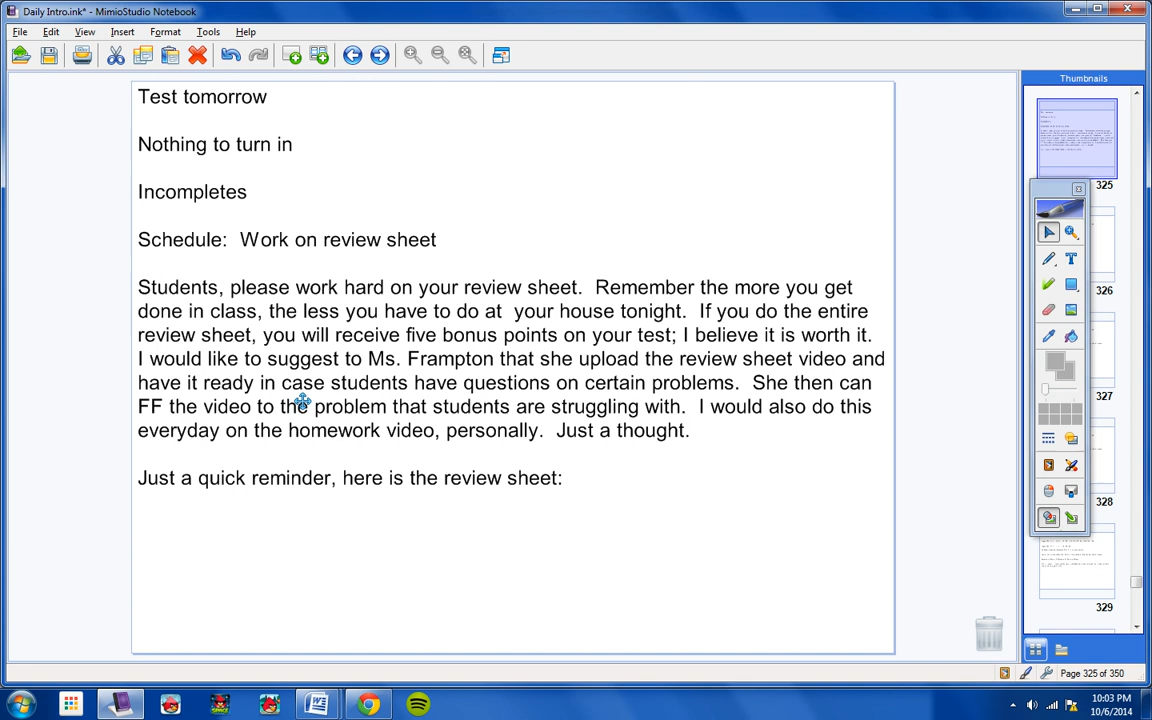 Daily Intro.ink* - MimioStudio Notebook
File Edit View Insert Format Tools Help
Thumbnails
Test tomorrow
Nothing to turn in
Incompletes
Schedule:  Work on review sheet
Students, please work hard on your review sheet.  Remember the more you get
done in class, the less you have to do at  your house tonight.  If you do the entire
review sheet, you will receive five bonus points on your test; I believe it is worth it.
I would like to suggest to Ms. Frampton that she upload the review sheet video and
have it ready in case students have questions on certain problems.  She then can
FF the video to the problem that students are struggling with.  I would also do this
everyday on the homework video, personally.  Just a thought.
Just a quick reminder, here is the review sheet:
325
326
327
328
329
Page 325 of 350
10:03 PM
10/6/2014